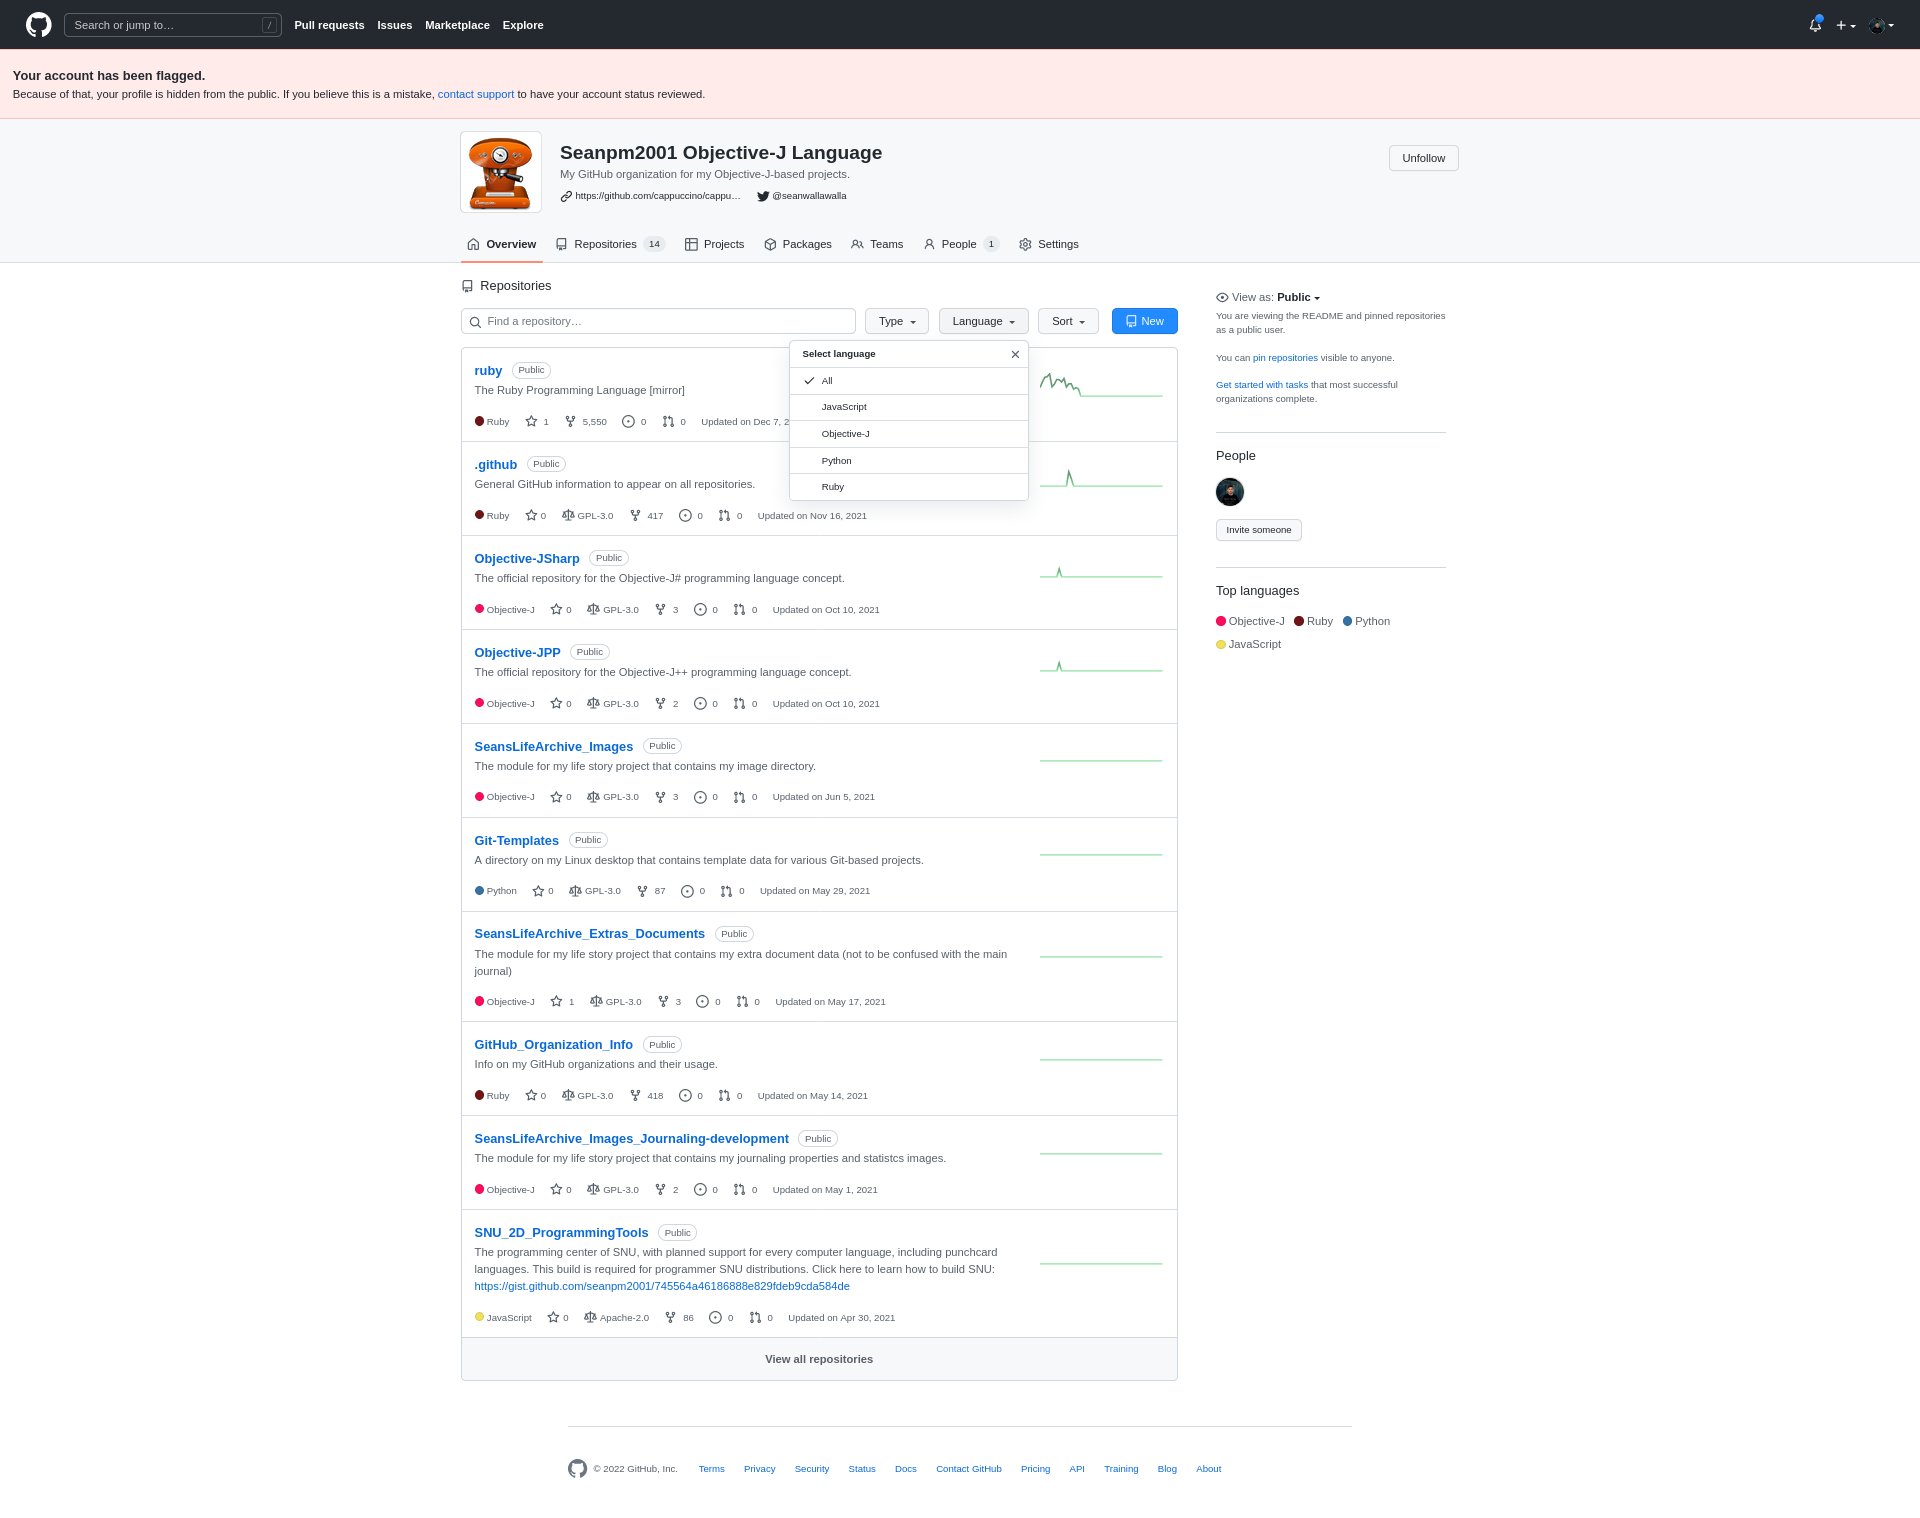 Search or jump to…
/
Pull requests Issues Marketplace Explore
Your account has been flagged.
Because of that, your profile is hidden from the public. If you believe this is a mistake, contact support to have your account status reviewed.
Seanpm2001 Objective-J Language
My GitHub organization for my Objective-J-based projects.
https://github.com/cappuccino/cappu… @seanwallawalla
Unfollow
Overview Repositories 14 Projects Packages Teams People 1 Settings
Repositories
Find a repository… Type Language Sort New
Select language
All
JavaScript
Objective-J
Python
Ruby
ruby Public
The Ruby Programming Language [mirror]
Ruby 1 5,550 0 0 Updated on Dec 7, 2
.github Public
General GitHub information to appear on all repositories.
Ruby 0 GPL-3.0 417 0 0 Updated on Nov 16, 2021
Objective-JSharp Public
The official repository for the Objective-J# programming language concept.
Objective-J 0 GPL-3.0 3 0 0 Updated on Oct 10, 2021
Objective-JPP Public
The official repository for the Objective-J++ programming language concept.
Objective-J 0 GPL-3.0 2 0 0 Updated on Oct 10, 2021
SeansLifeArchive_Images Public
The module for my life story project that contains my image directory.
Objective-J 0 GPL-3.0 3 0 0 Updated on Jun 5, 2021
Git-Templates Public
A directory on my Linux desktop that contains template data for various Git-based projects.
Python 0 GPL-3.0 87 0 0 Updated on May 29, 2021
SeansLifeArchive_Extras_Documents Public
The module for my life story project that contains my extra document data (not to be confused with the main
journal)
Objective-J 1 GPL-3.0 3 0 0 Updated on May 17, 2021
GitHub_Organization_Info Public
Info on my GitHub organizations and their usage.
Ruby 0 GPL-3.0 418 0 0 Updated on May 14, 2021
SeansLifeArchive_Images_Journaling-development Public
The module for my life story project that contains my journaling properties and statistcs images.
Objective-J 0 GPL-3.0 2 0 0 Updated on May 1, 2021
SNU_2D_ProgrammingTools Public
The programming center of SNU, with planned support for every computer language, including punchcard
languages. This build is required for programmer SNU distributions. Click here to learn how to build SNU:
https://gist.github.com/seanpm2001/745564a46186888e829fdeb9cda584de
JavaScript 0 Apache-2.0 86 0 0 Updated on Apr 30, 2021
View all repositories
View as: Public
You are viewing the README and pinned repositories
as a public user.
You can pin repositories visible to anyone.
Get started with tasks that most successful
organizations complete.
People
Invite someone
Top languages
Objective-J Ruby Python
JavaScript
© 2022 GitHub, Inc. Terms Privacy Security Status Docs Contact GitHub Pricing API Training Blog About